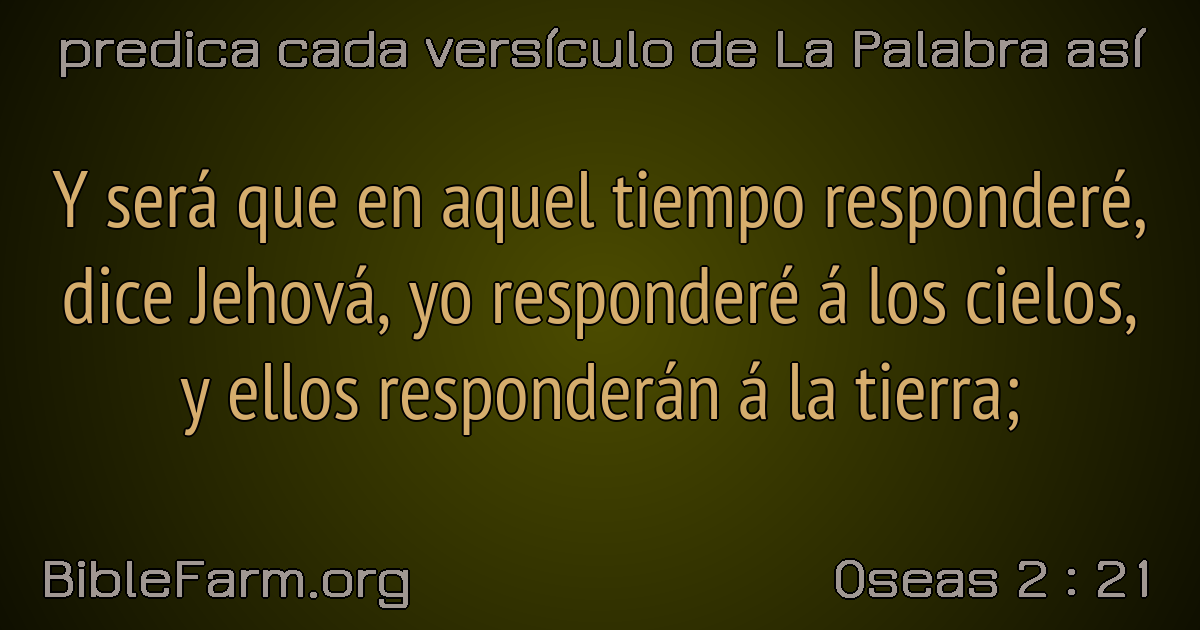 predica cada versículo de La Palabra así
Y será que en aquel tiempo responderé,
dice Jehová, yo responderé á los cielos,
y ellos responderán á la tierra;
BibleFarm.org
Oseas 2 : 21